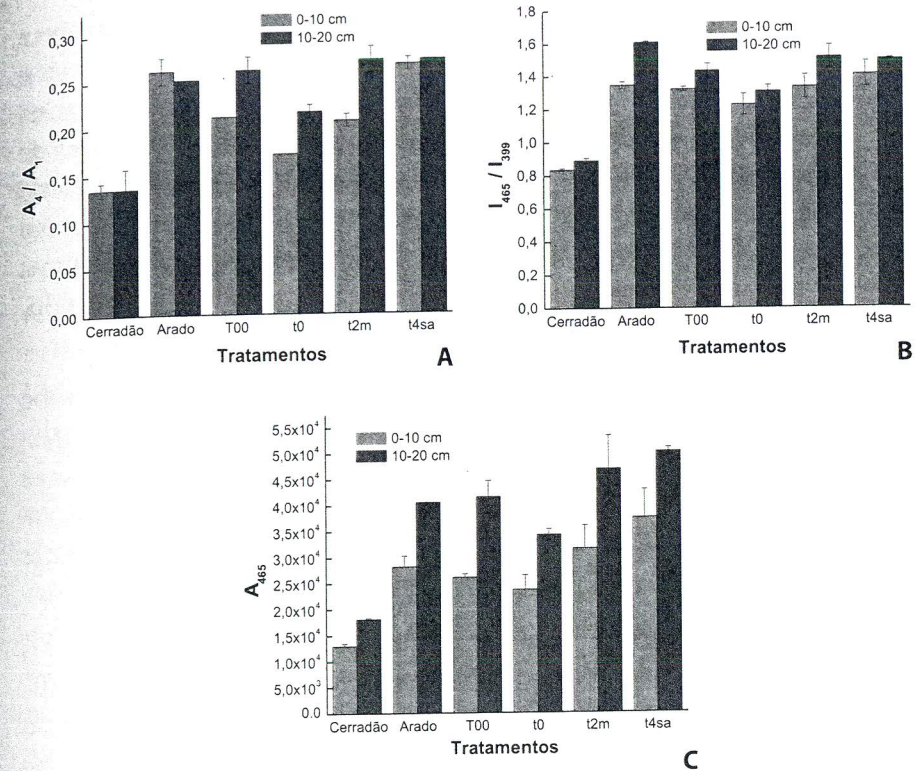 0-10 cm
10-20 cm
0,30
0,25
0,20
0,15
0,10
0,05
0,00
A₄ / A₁
Cerradão Arado T00 t0 t2m t4sa
Tratamentos
A
0-10 cm
10-20 cm
1,8
1,6
1,4
1,2
1,0
0,8
0,6
0,4
0,2
0,0
I₄₆₅ / I₃₉₉
Cerradão Arado T00 t0 t2m t4sa
Tratamentos
B
0-10 cm
10-20 cm
5,5x10⁴
5,0x10⁴
4,5x10⁴
4,0x10⁴
3,5x10⁴
3,0x10⁴
2,5x10⁴
2,0x10⁴
1,5x10⁴
1,0x10⁴
5,0x10³
0.0
A₄₆₅
Cerradão Arado T00 t0 t2m t4sa
Tratamentos
C